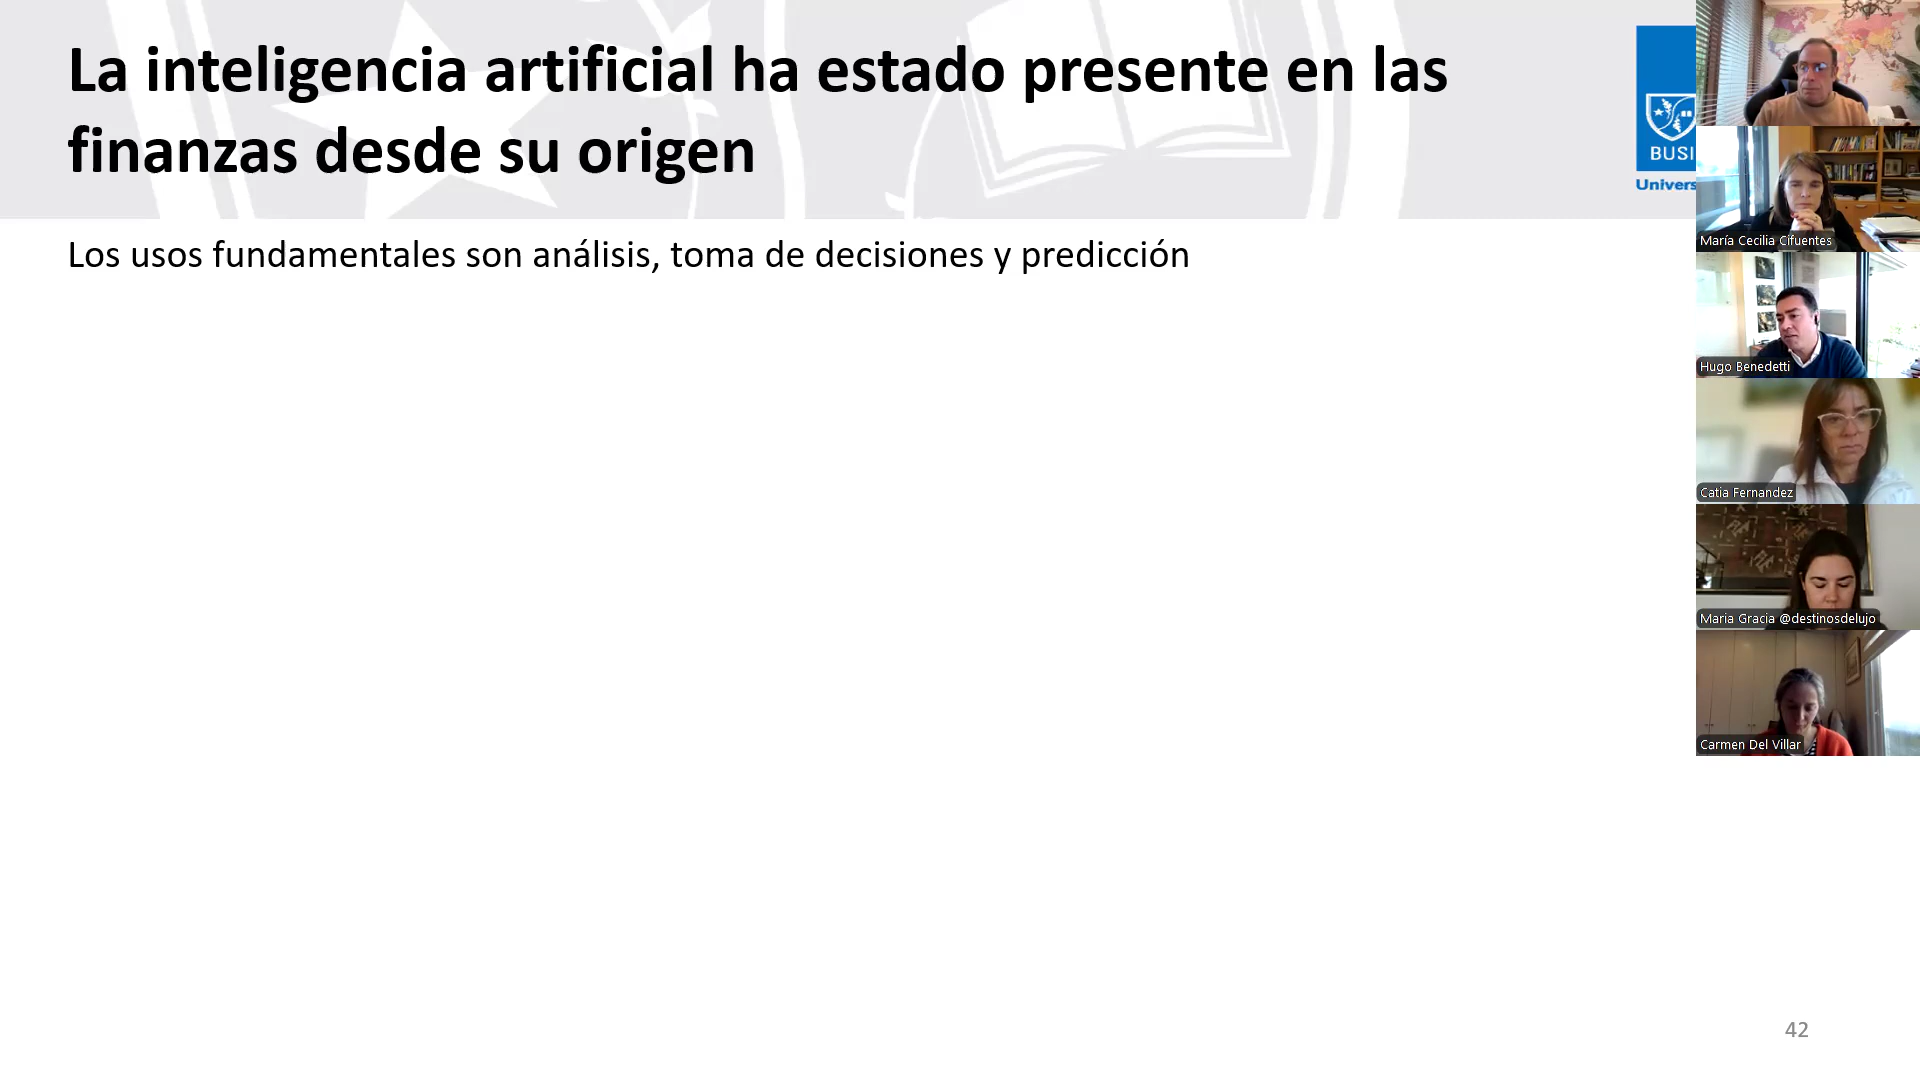 La inteligencia artificial ha estado presente en las
finanzas desde su origen
BUSI
Univers
Los usos fundamentales son análisis, toma de decisiones y predicción
María Cecilia Cifuentes
Hugo Benedetti
Catia Fernandez
Maria Gracia @destinosdelujo
Carmen Del Villar
42